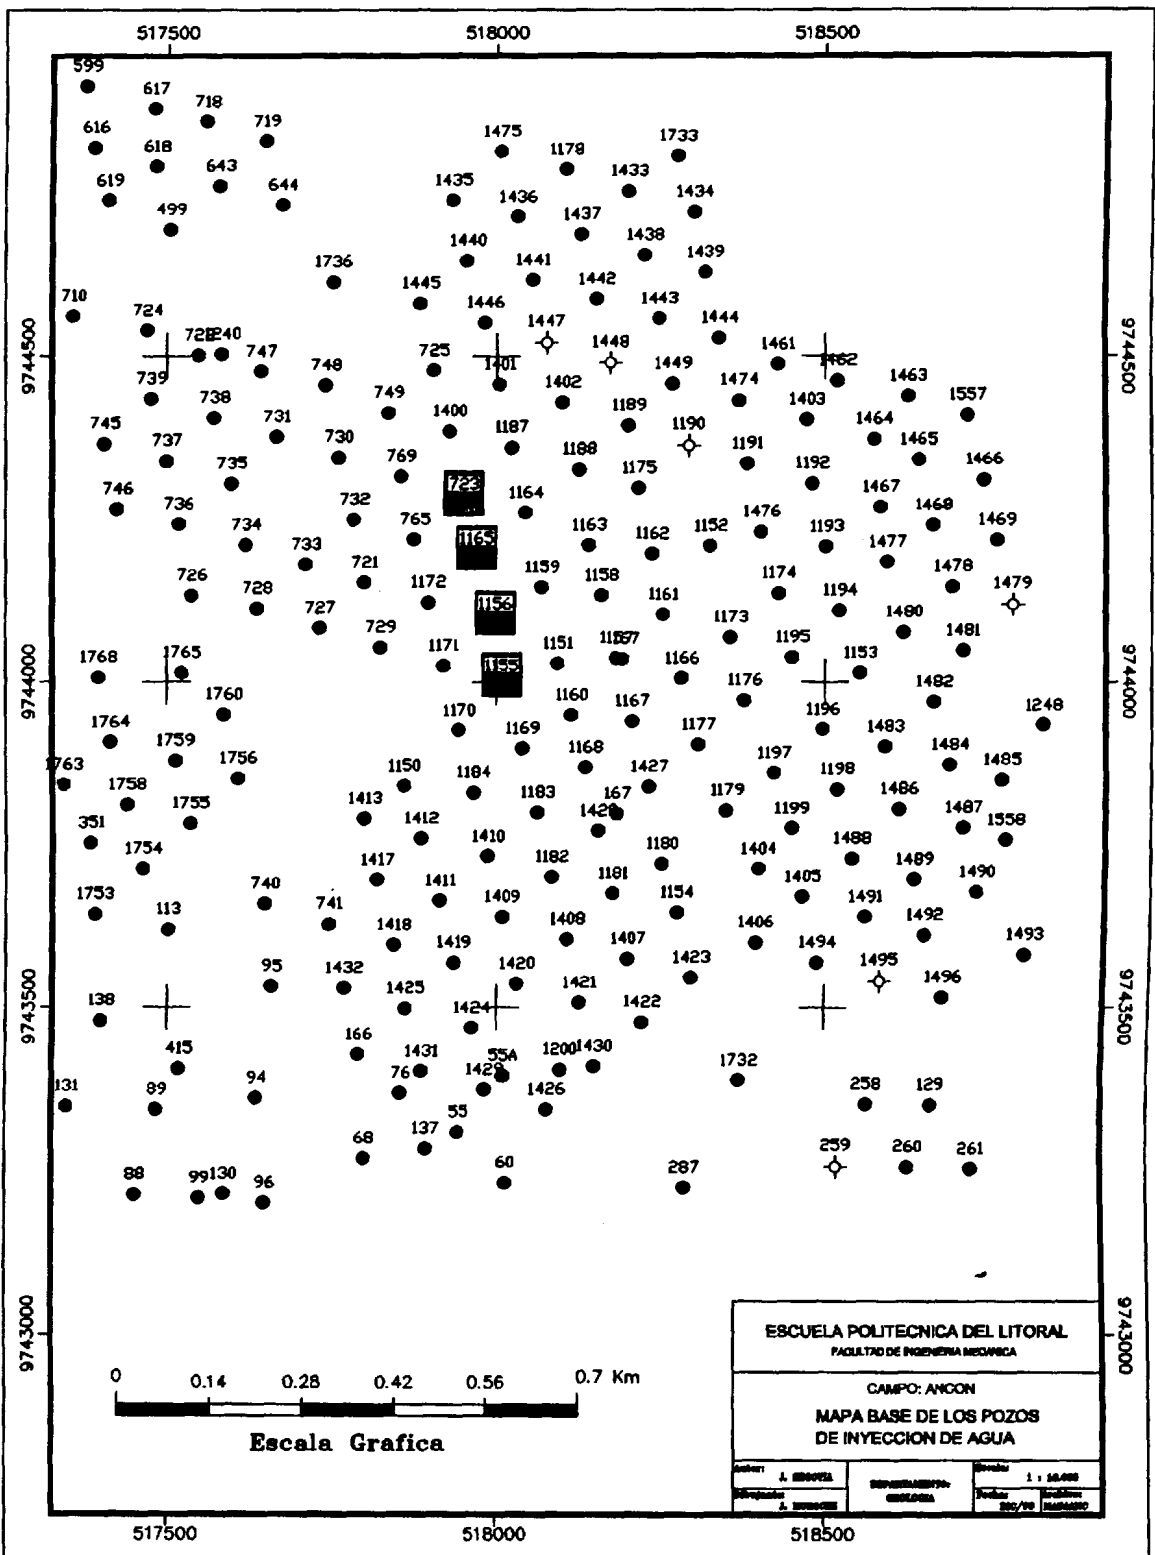 517500 518000 518500
599
617 718
616 719
618 643
619 644
499
1475 1178 1733
1433
1435 1436 1434
1437
1438
1440 1439
1441
1736 1442
1445 1443
1446 1447 1444
710 724 1448
1240 747 725 1461
748 1401 1449 1462
739 749 1402 1474 1463
738 1400 1189 1403 1557
745 731 1187 1190 1464
737 730 1188 1191 1465
735 769 1175 1192 1466
746 723 1164 1467
736 732 1468
734 765 1165 1163 1162 1152 1476 1193 1469
733 1477
726 721 1159 1158 1174 1478
728 1172 1156 1161 1194 1479
727 1173 1480
729 1171 1151 1195 1481
1768 1765 1155 1166 1153
1760 1160 1176 1482
1764 1170 1169 1167 1177 1196 1483 1248
1759 1756 1168 1484
1763 1150 1184 1427 1197 1198 1485
1758 1755 1413 1183 167 1179 1486
351 1412 1428 1199 1487 1558
1754 1410 1180 1488
1417 1182 1404 1489
740 1411 1181 1405 1490
1753 113 741 1409 1154 1491
1418 1408 1406 1492
1419 1407 1494 1493
95 1432 1420 1423 1495
138 1425 1421 1496
1424 1422
415 166 1431 55A 1200 1430
131 89 94 76 1429 1426 1732 258 129
68 137 55
88 99 130 96 60 287 259 260 261
9744500 9744500
9744000 9744000
9743500 9743500
9743000 9743000
0 0.14 0.28 0.42 0.56 0.7 Km
Escala Grafica
ESCUELA POLITECNICA DEL LITORAL
FACULTAD DE INGENIERIA MECANICA
CAMPO: ANCON
MAPA BASE DE LOS POZOS
DE INYECCION DE AGUA
DEPARTAMENTO:
GEOLOGIA
517500 518000 518500